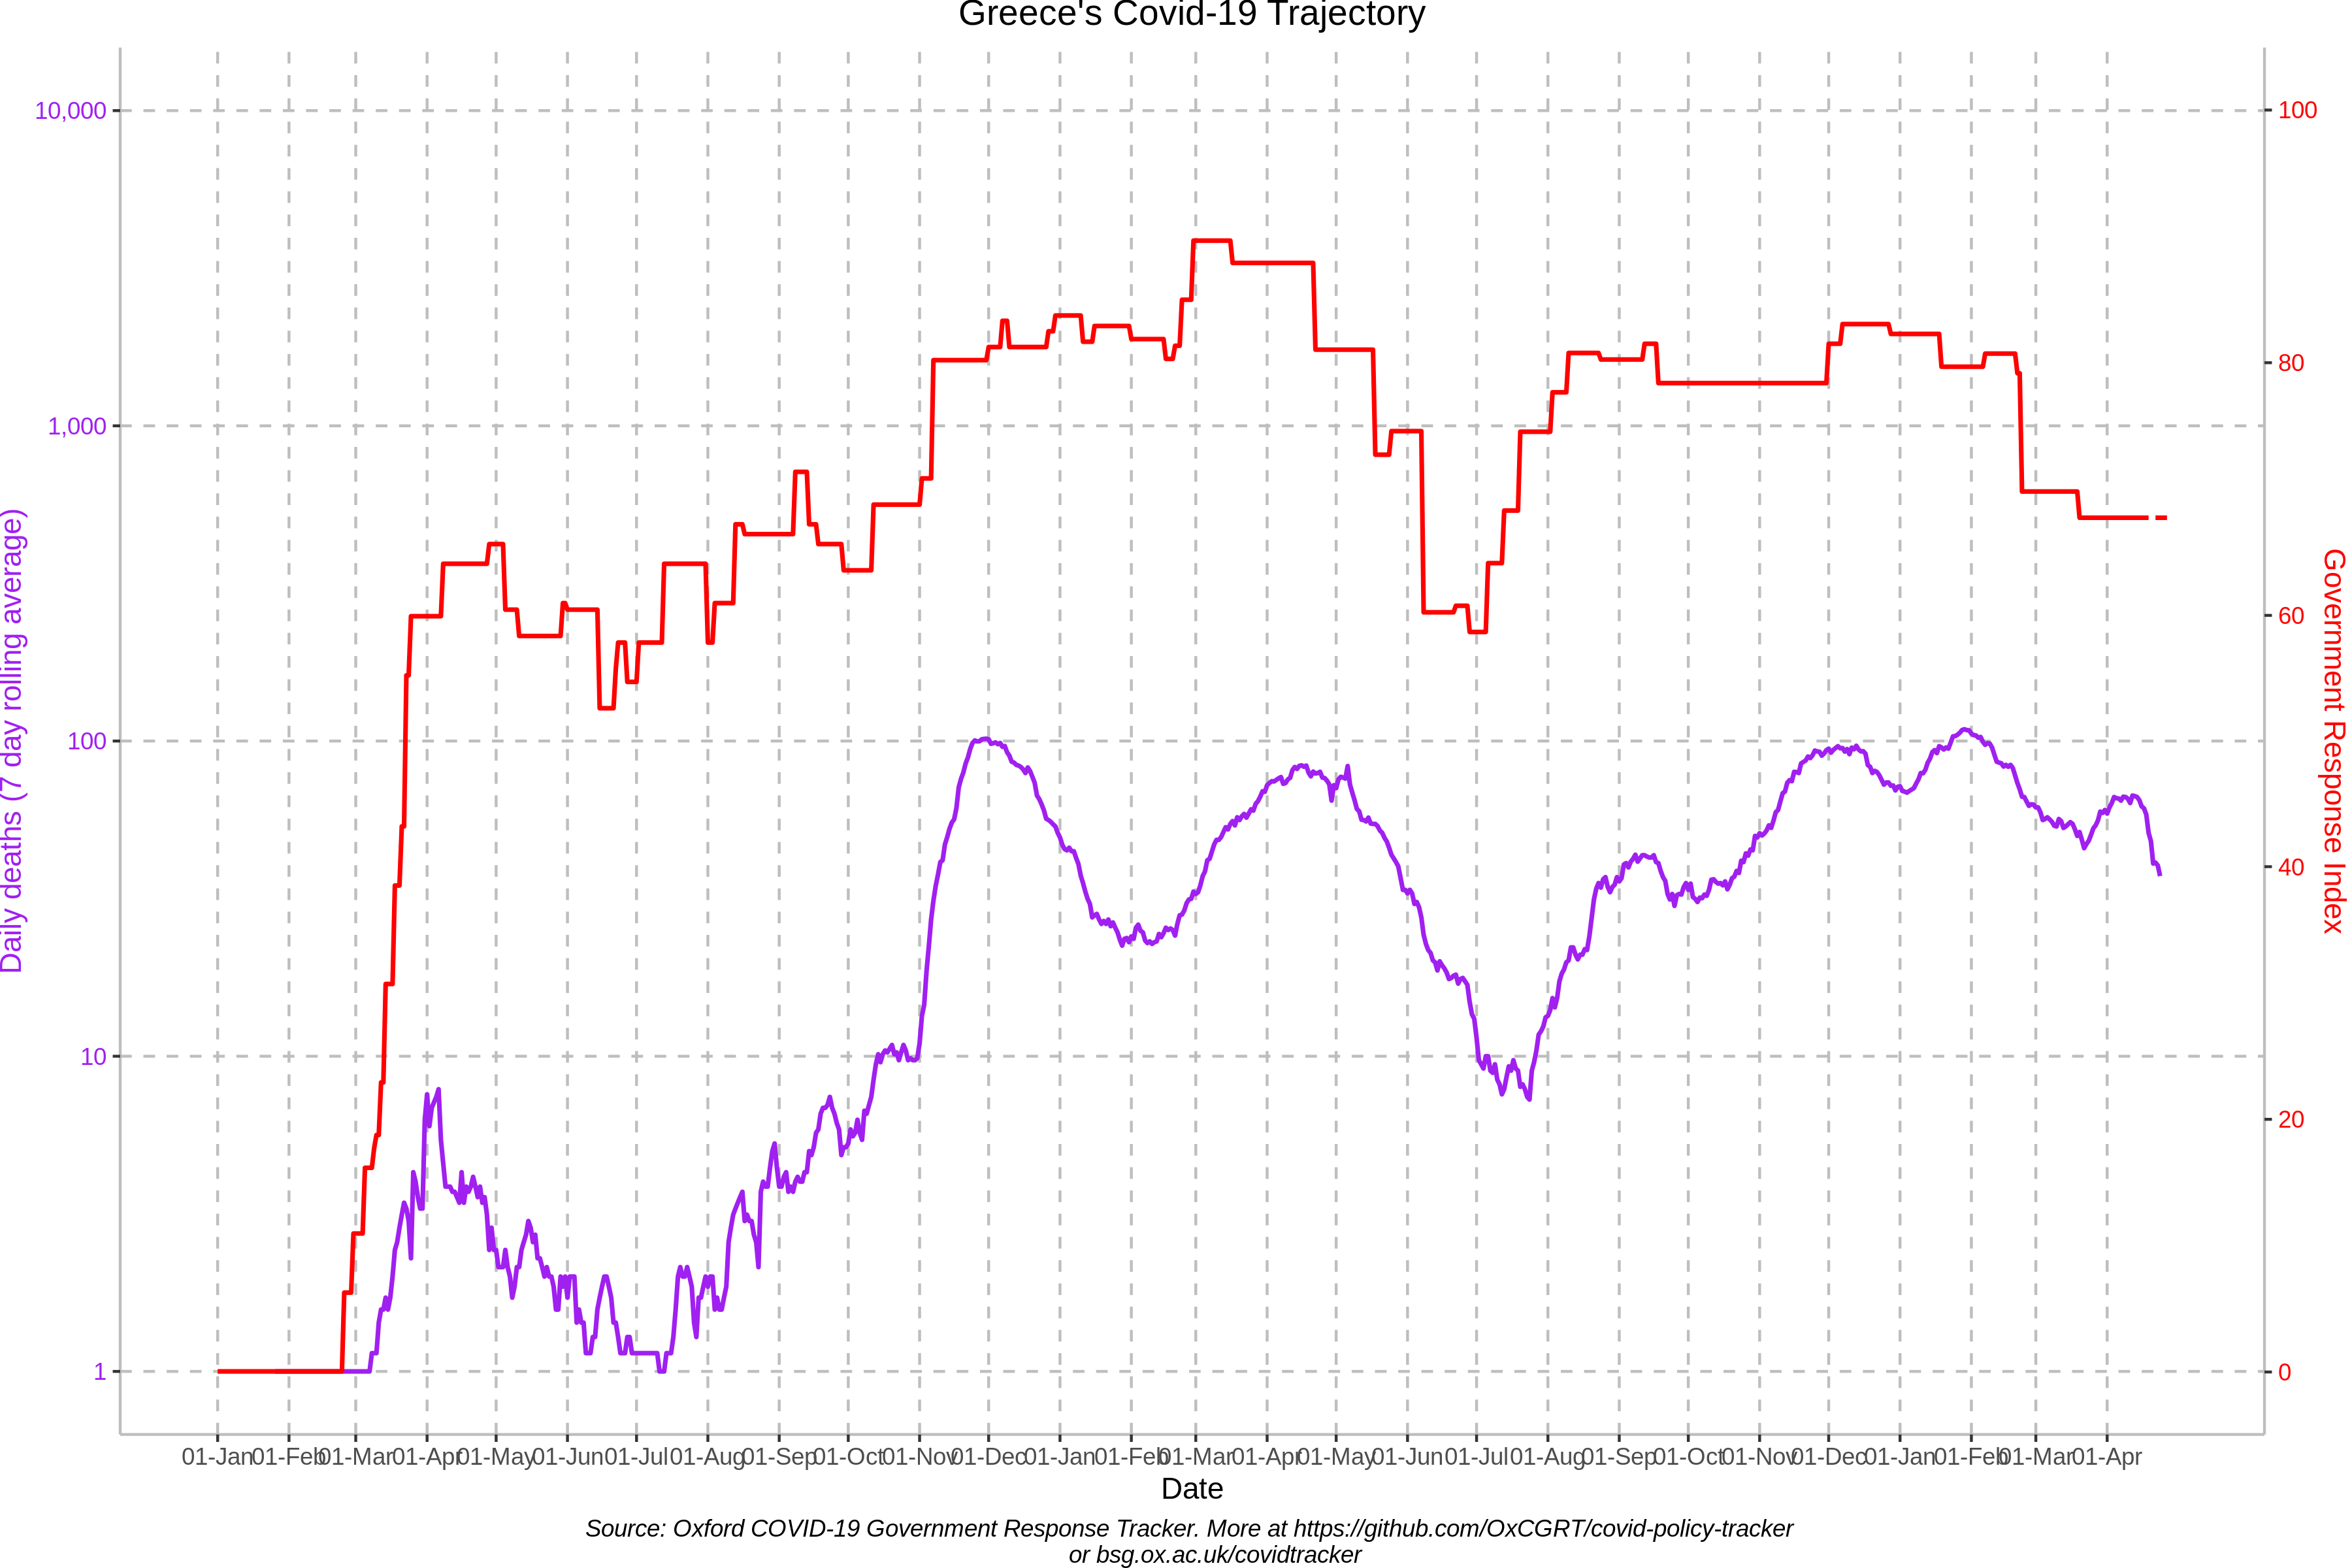 Greece's Covid-19 Trajectory
10,000
1,000
100
10
1
Daily deaths (7 day rolling average)
100
80
60
40
20
0
Government Response Index
01-Jan 01-Feb 01-Mar 01-Apr 01-May 01-Jun 01-Jul 01-Aug 01-Sep 01-Oct 01-Nov 01-Dec 01-Jan 01-Feb 01-Mar 01-Apr 01-May 01-Jun 01-Jul 01-Aug 01-Sep 01-Oct 01-Nov 01-Dec 01-Jan 01-Feb 01-Mar 01-Apr
Date
Source: Oxford COVID-19 Government Response Tracker. More at https://github.com/OxCGRT/covid-policy-tracker
or bsg.ox.ac.uk/covidtracker